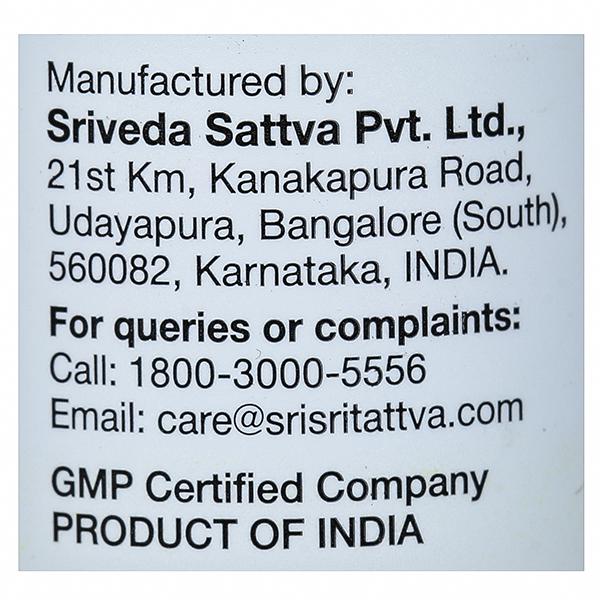 Manufactured by:
Sriveda Sattva Pvt. Ltd.,
21st Km, Kanakapura Road,
Udayapura, Bangalore (South),
560082, Karnataka, INDIA.
For queries or complaints:
Call: 1800-3000-5556
Email: care@srisritattva.com
GMP Certified Company
PRODUCT OF INDIA